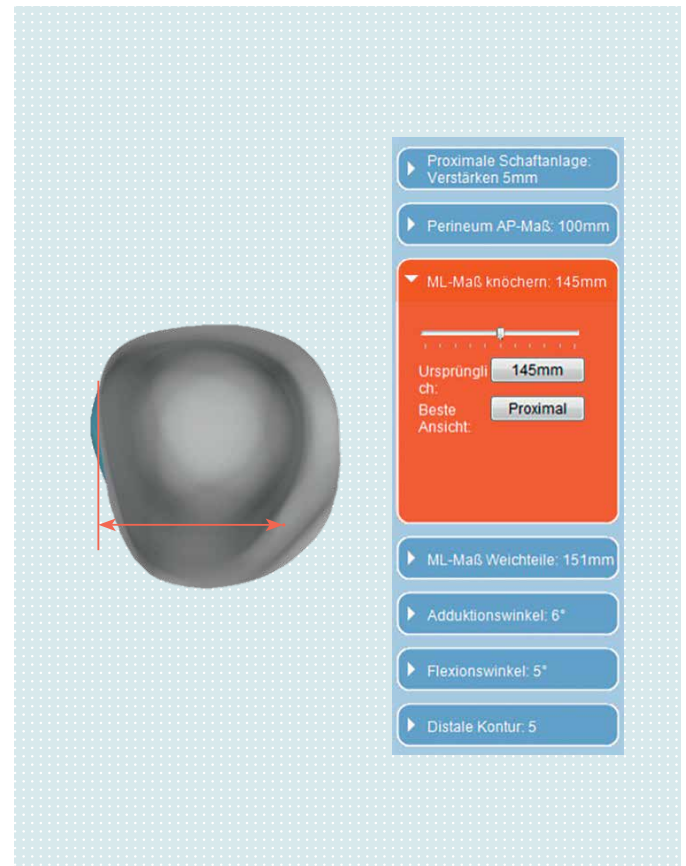 Proximale Schaftanlage:
Verstärken 5mm
Perineum AP-Maß: 100mm
ML-Maß knöchern: 145mm
Ursprüngli
ch:
145mm
Beste
Ansicht:
Proximal
ML-Maß Weichteile: 151mm
Adduktionswinkel: 6°
Flexionswinkel: 5°
Distale Kontur: 5